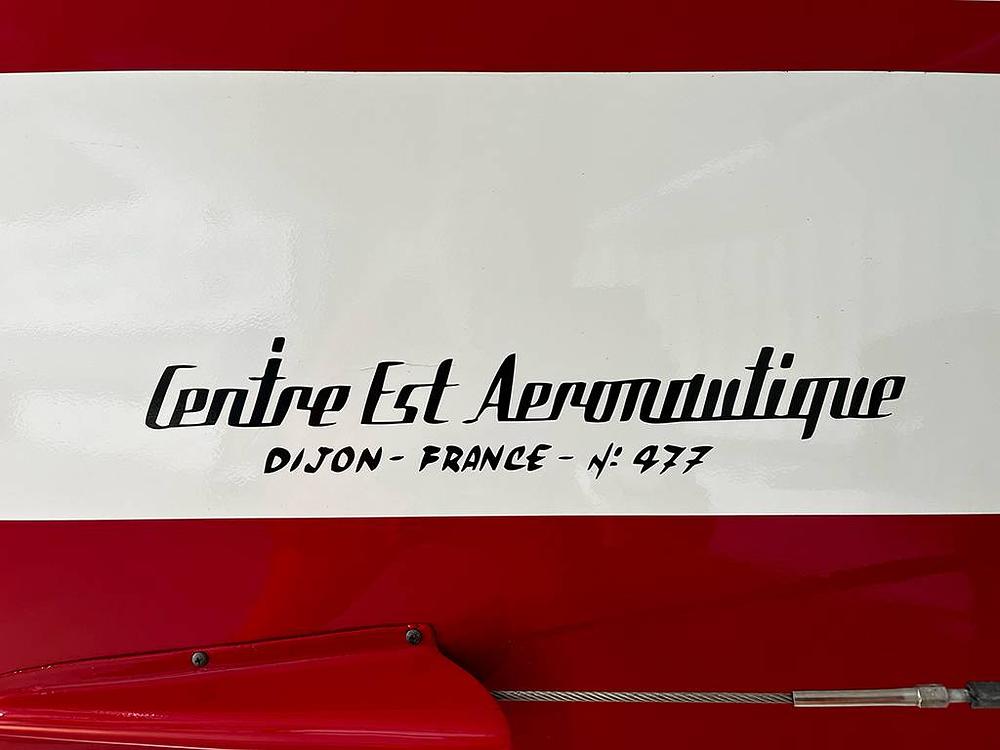 Centre Est Aeronautique
DIJON - FRANCE - N: 477